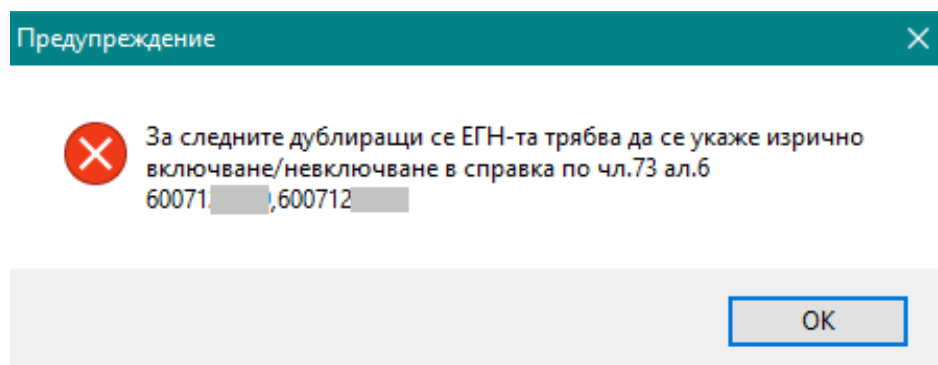 Предупреждение
За следните дублиращи се ЕГН-та трябва да се укаже изрично
включване/невключване в справка по чл.73 ал.6
60071 ,600712
OK